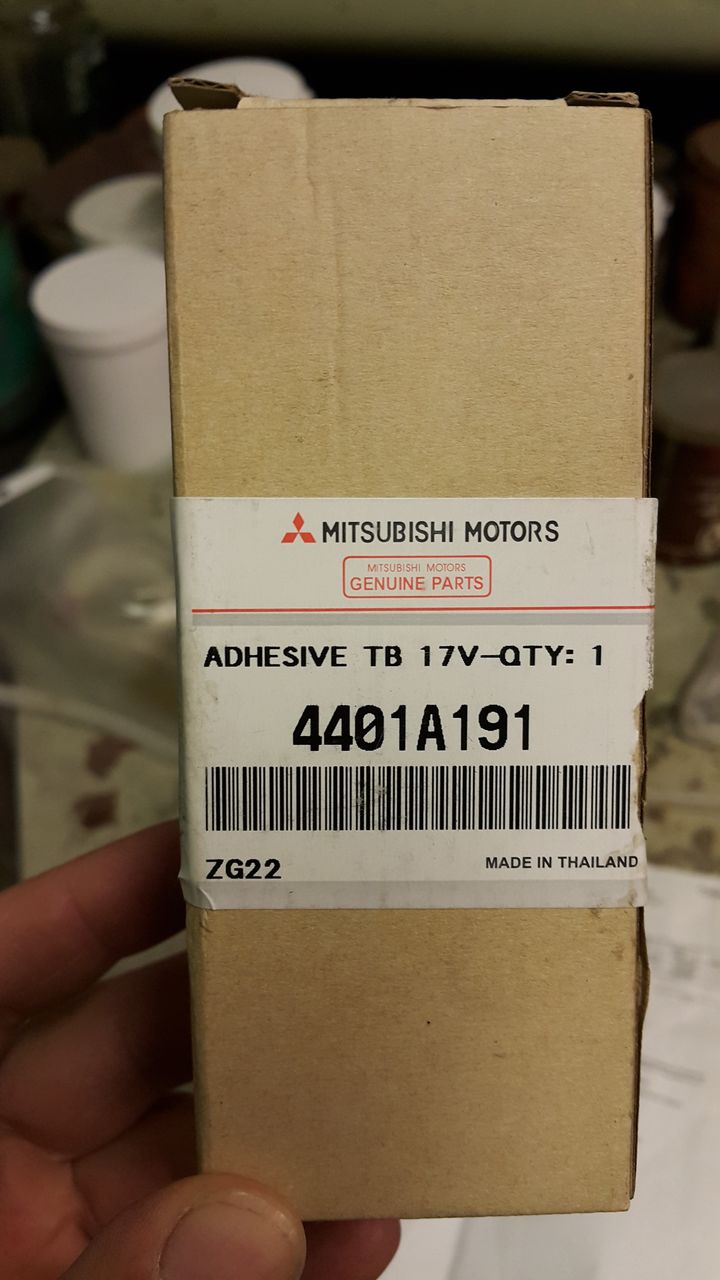 MITSUBISHI MOTORS
MITSUBISHI MOTORS
GENUINE PARTS
ADHESIVE TB 17V-QTY: 1
4401A191
ZG22
MADE IN THAILAND